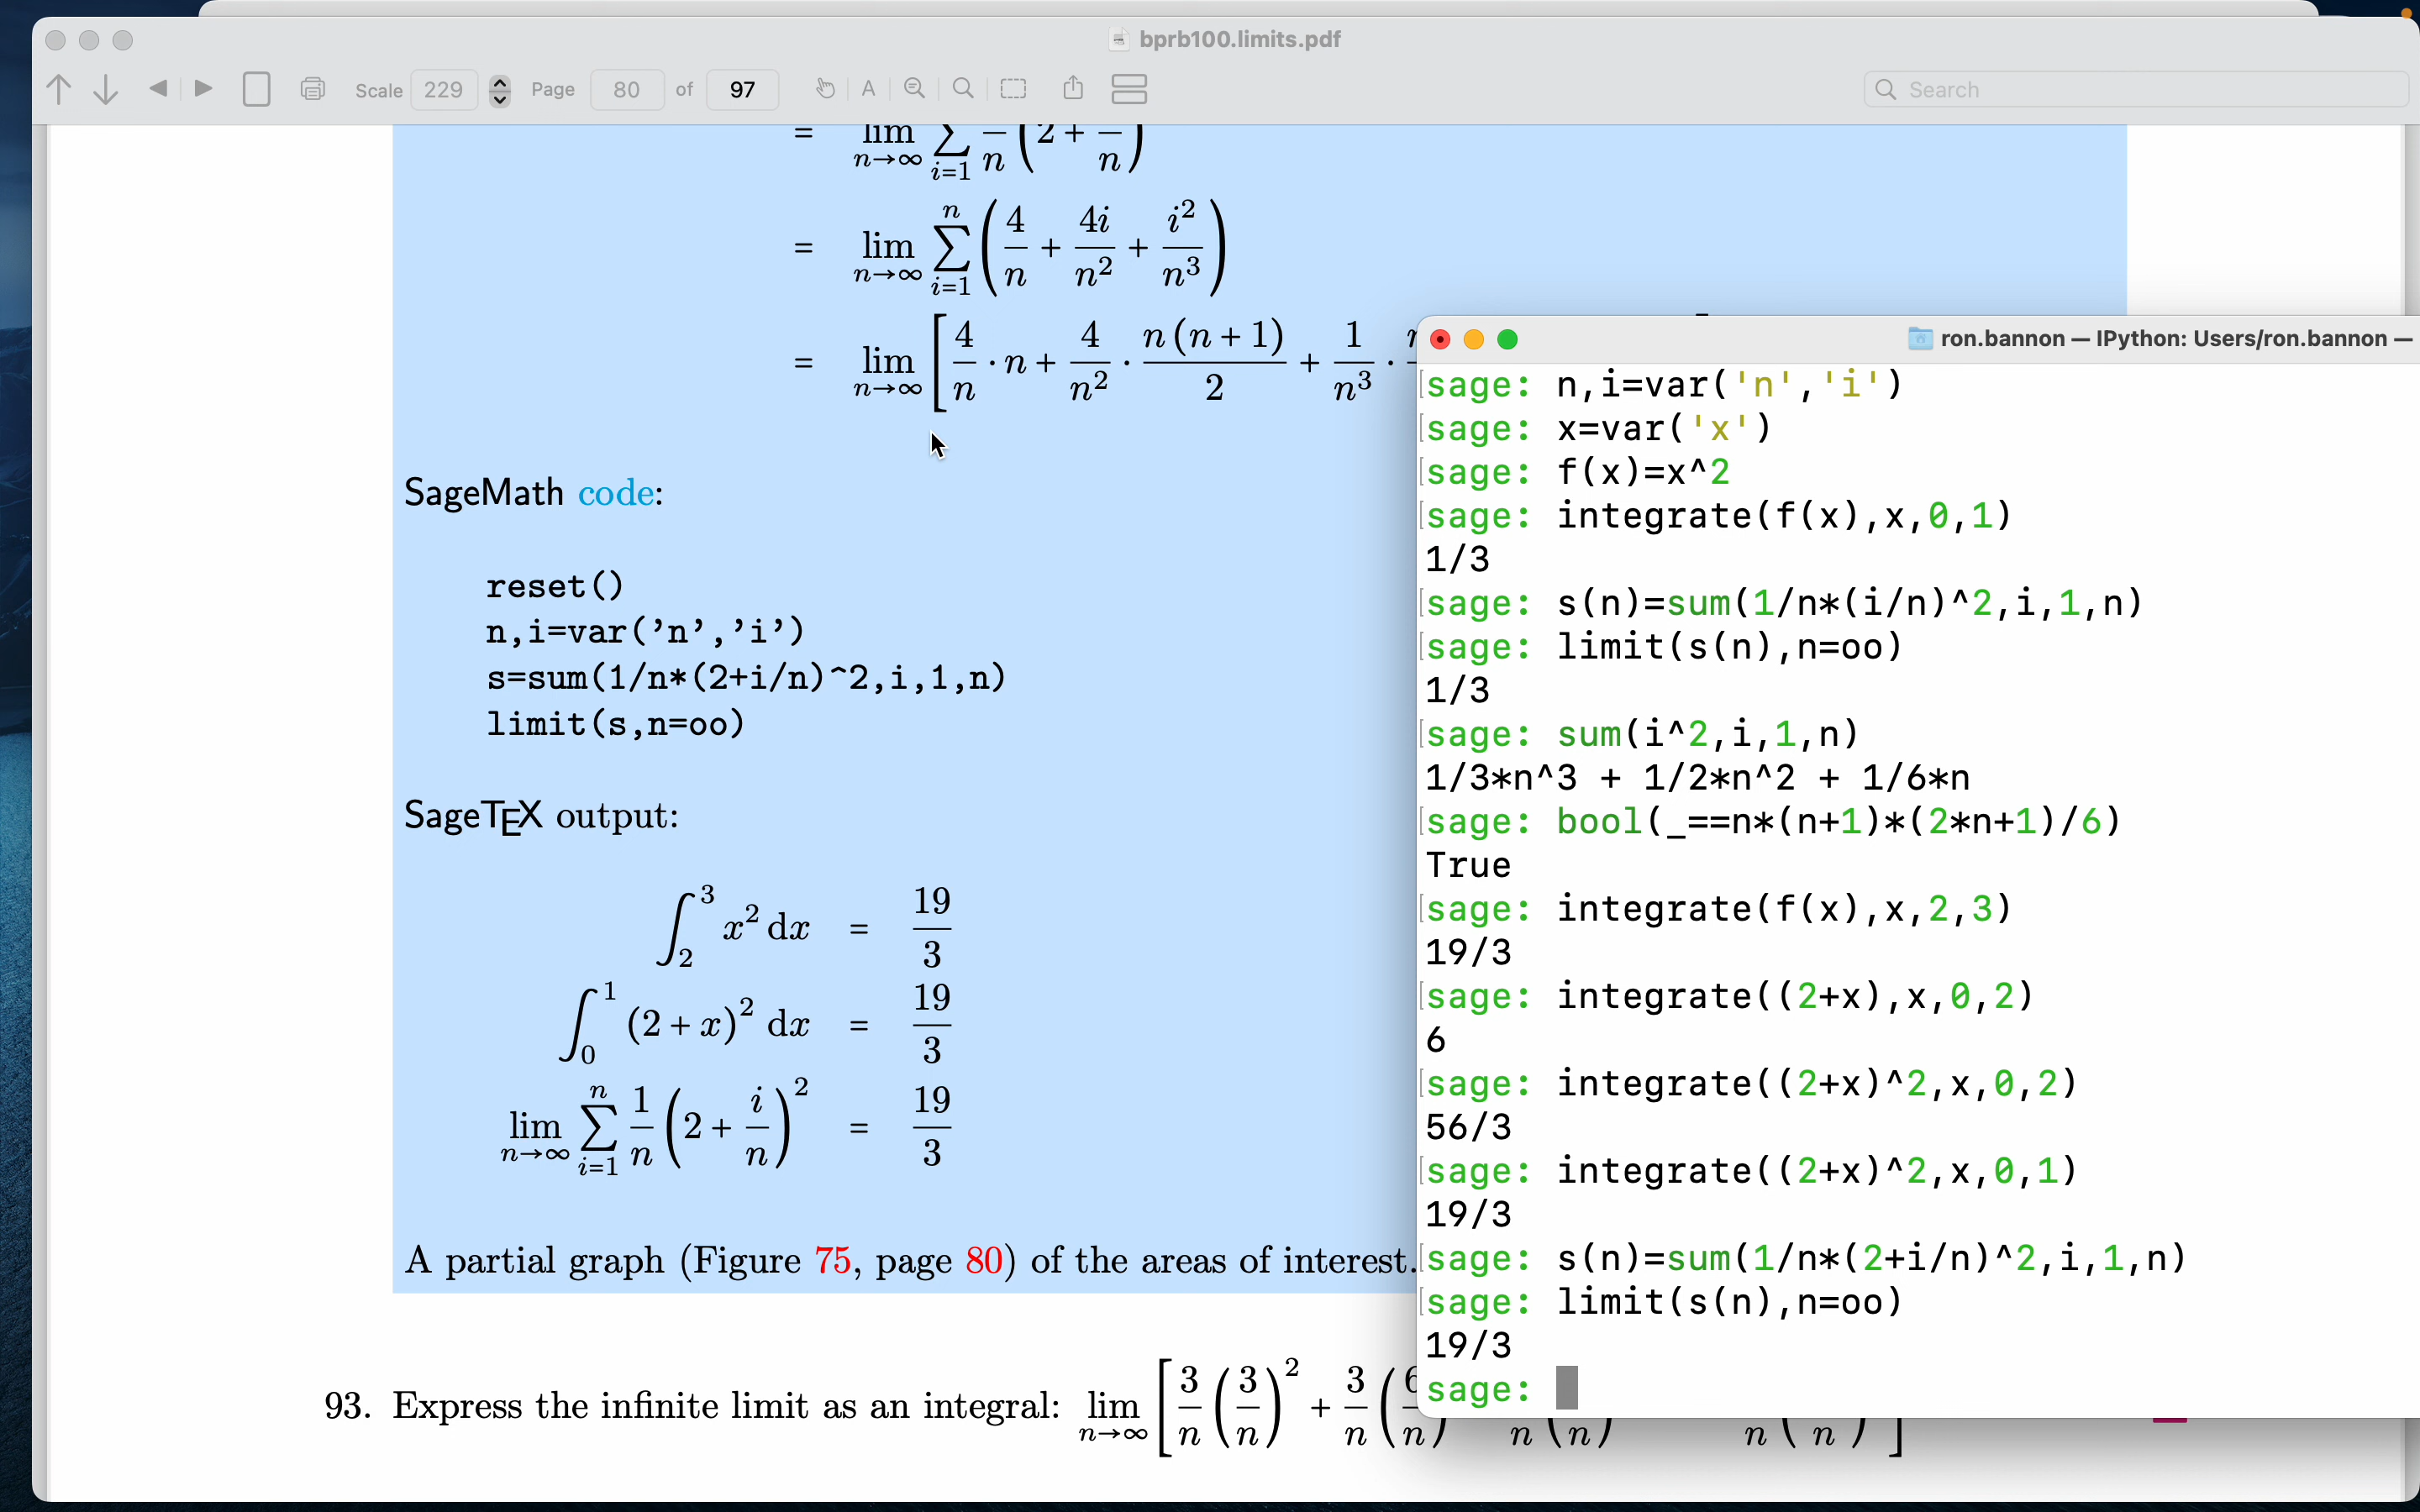 bprb100.limits.pdf
Scale 229 Page 80 of 97 A Search
= lim n→∞ ∑ i=1 /n (2 + /n)
= lim n→∞ ∑ i=1 n (4/n + 4i/n² + i²/n³)
= lim n→∞ [4/n · n + 4/n² · n (n + 1)/2 + 1/n³ ·
SageMath code:
reset()
n,i=var('n','i')
s=sum(1/n*(2+i/n)^2,i,1,n)
limit(s,n=oo)
SageTEX output:
∫₂³ x² dx = 19/3
∫₀¹ (2 + x)² dx = 19/3
lim n→∞ ∑ i=1 n 1/n (2 + i/n)² = 19/3
A partial graph (Figure 75, page 80) of the areas of interest.
93. Express the infinite limit as an integral: lim n→∞ [3/n (3/n)² + 3/n (6/n) n (n) n ( n ) ]
ron.bannon — IPython: Users/ron.bannon —
sage: n,i=var('n','i')
sage: x=var('x')
sage: f(x)=x^2
sage: integrate(f(x),x,0,1)
1/3
sage: s(n)=sum(1/n*(i/n)^2,i,1,n)
sage: limit(s(n),n=oo)
1/3
sage: sum(i^2,i,1,n)
1/3*n^3 + 1/2*n^2 + 1/6*n
sage: bool(_==n*(n+1)*(2*n+1)/6)
True
sage: integrate(f(x),x,2,3)
19/3
sage: integrate((2+x),x,0,2)
6
sage: integrate((2+x)^2,x,0,2)
56/3
sage: integrate((2+x)^2,x,0,1)
19/3
sage: s(n)=sum(1/n*(2+i/n)^2,i,1,n)
sage: limit(s(n),n=oo)
19/3
sage: